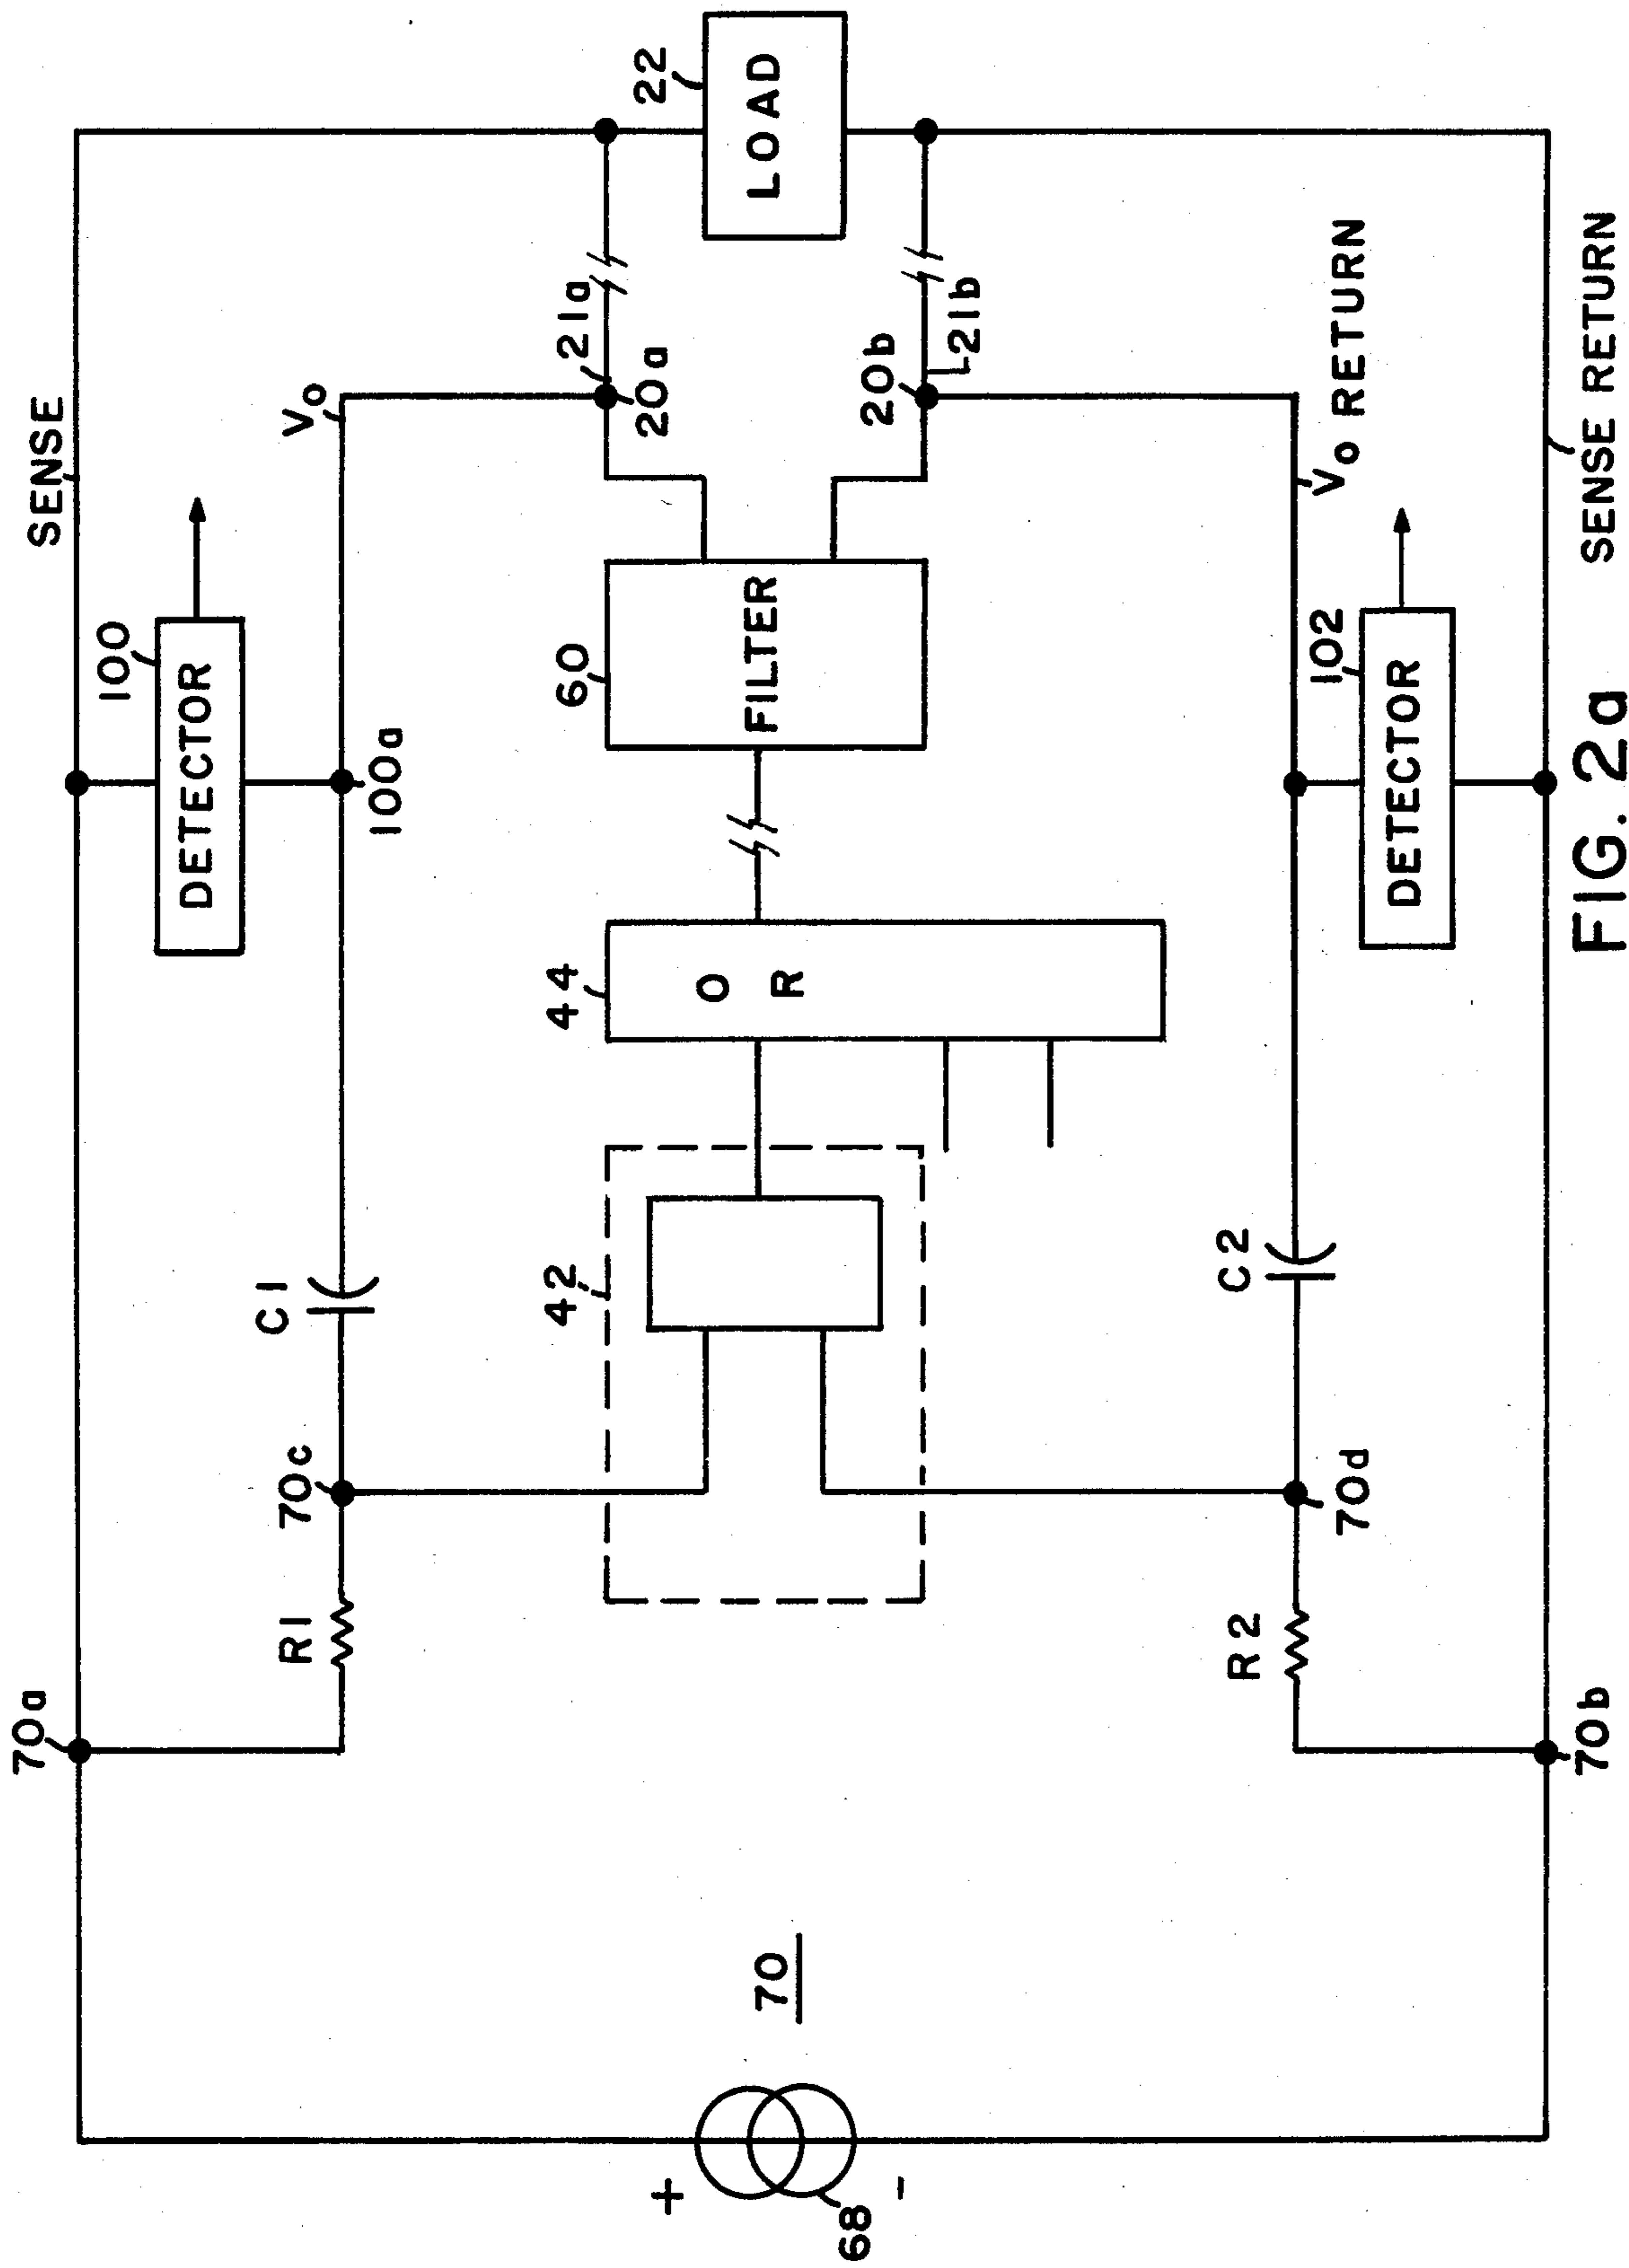 SENSE
100
DETECTOR
Vo
100a
70a
R1
70c
C1
42
44
O
R
60
FILTER
21a
20a
20b
21b
22
LOAD
70
+
68
-
R2
70d
C2
Vo RETURN
102
DETECTOR
70b
SENSE RETURN
FIG. 2a